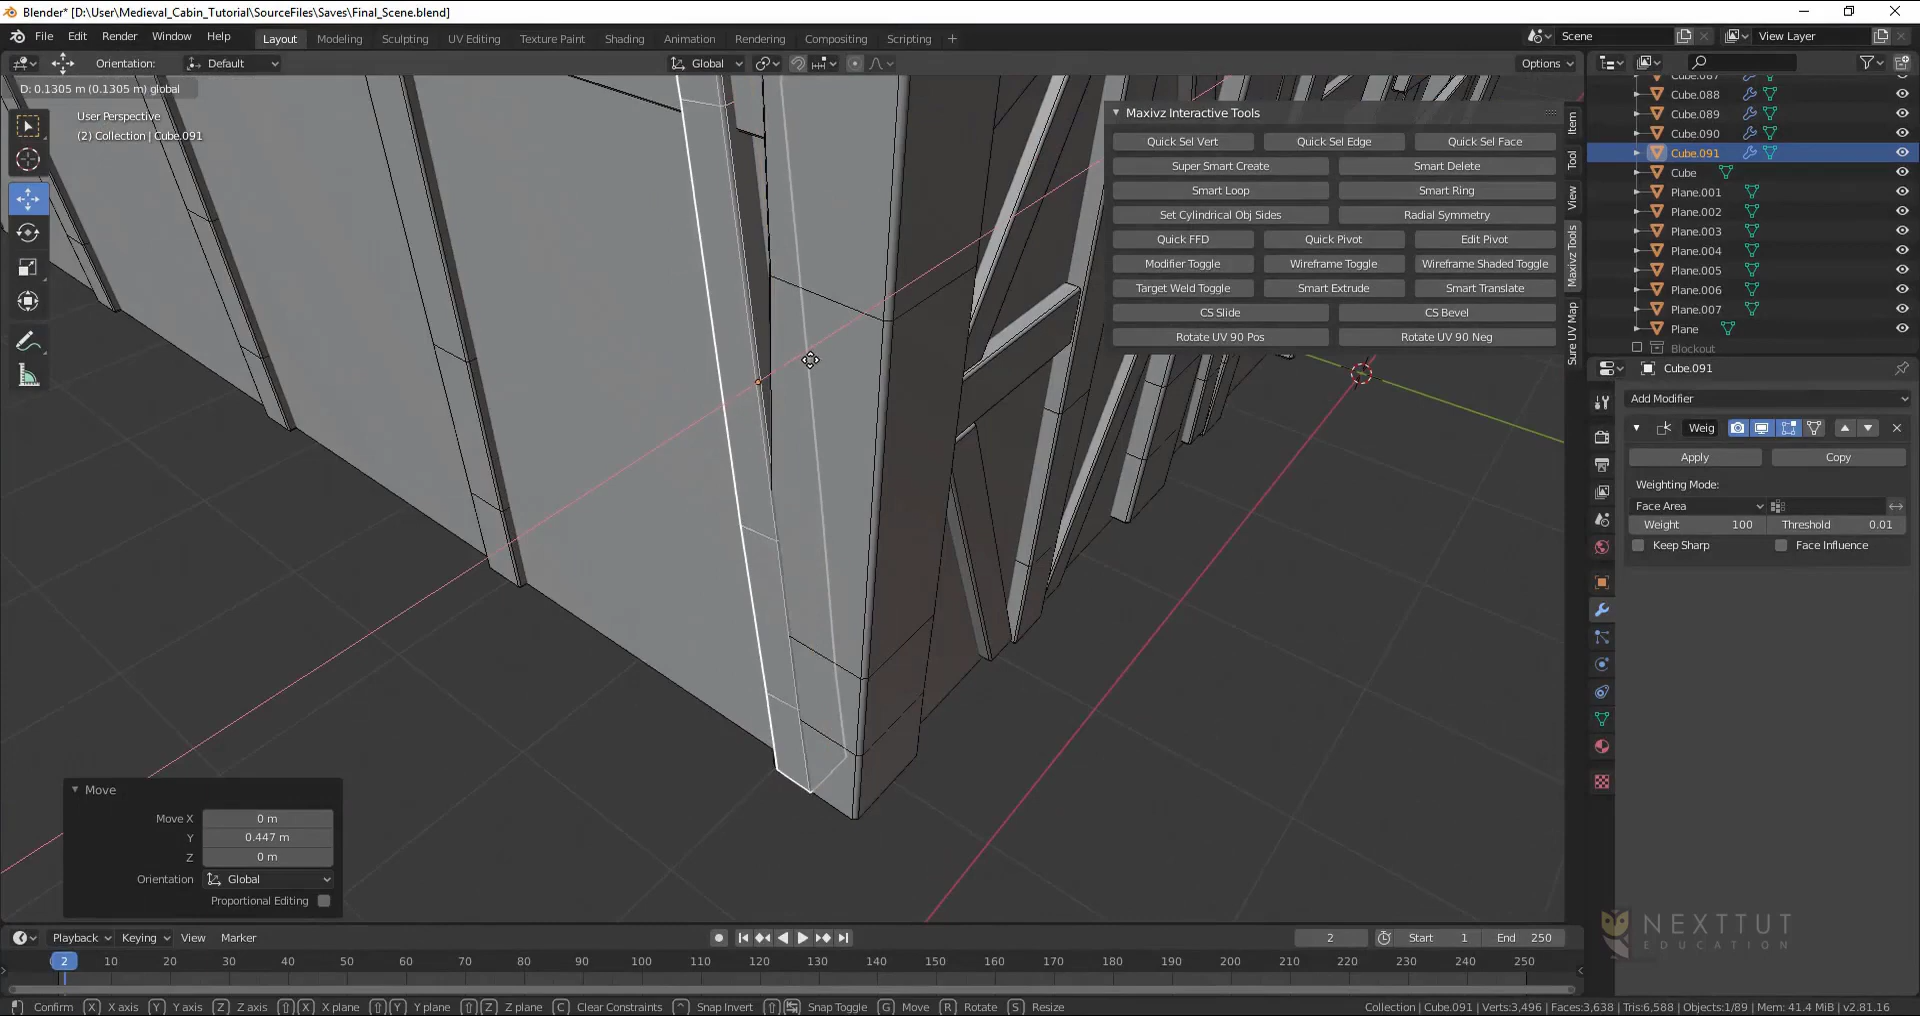 Blender* [D:\User\Medieval_Cabin_Tutorial\SourceFiles\Saves\Final_Scene.blend]
File Edit Render Window Help Layout Modeling Sculpting UV Editing Texture Paint Shading Animation Rendering Compositing Scripting + Scene View Layer
Orientation: Default Global Options
D: 0.1305 m (0.1305 m) global
User Perspective
(2) Collection | Cube.091
Maxivz Interactive Tools
Quick Sel Vert Quick Sel Edge Quick Sel Face
Super Smart Create Smart Delete
Smart Loop Smart Ring
Set Cylindrical Obj Sides Radial Symmetry
Quick FFD Quick Pivot Edit Pivot
Modifier Toggle Wireframe Toggle Wireframe Shaded Toggle
Target Weld Toggle Smart Extrude Smart Translate
CS Slide CS Bevel
Rotate UV 90 Pos Rotate UV 90 Neg
Item
Tool
View
Maxivz Tools
Sure UV Map
Cube.087
Cube.088
Cube.089
Cube.090
Cube.091
Cube
Plane.001
Plane.002
Plane.003
Plane.004
Plane.005
Plane.006
Plane.007
Plane
Blockout
Cube.091
Add Modifier
Weig
Apply Copy
Weighting Mode:
Face Area
Weight 100 Threshold 0.01
Keep Sharp Face Influence
Move
Move X 0 m
Y 0.447 m
Z 0 m
Orientation Global
Proportional Editing
NEXTTUT
EDUCATION
Playback Keying View Marker 2 Start 1 End 250
2 10 20 30 40 50 60 70 80 90 100 110 120 130 140 150 160 170 180 190 200 210 220 230 240 250
Confirm X X axis Y Y axis Z Z axis X X plane Y Y plane Z Z plane C Clear Constraints ^ Snap Invert Snap Toggle G Move R Rotate S Resize Collection | Cube.091 | Verts:3,496 | Faces:3,638 | Tris:6,588 | Objects:1/89 | Mem: 41.4 MiB | v2.81.16